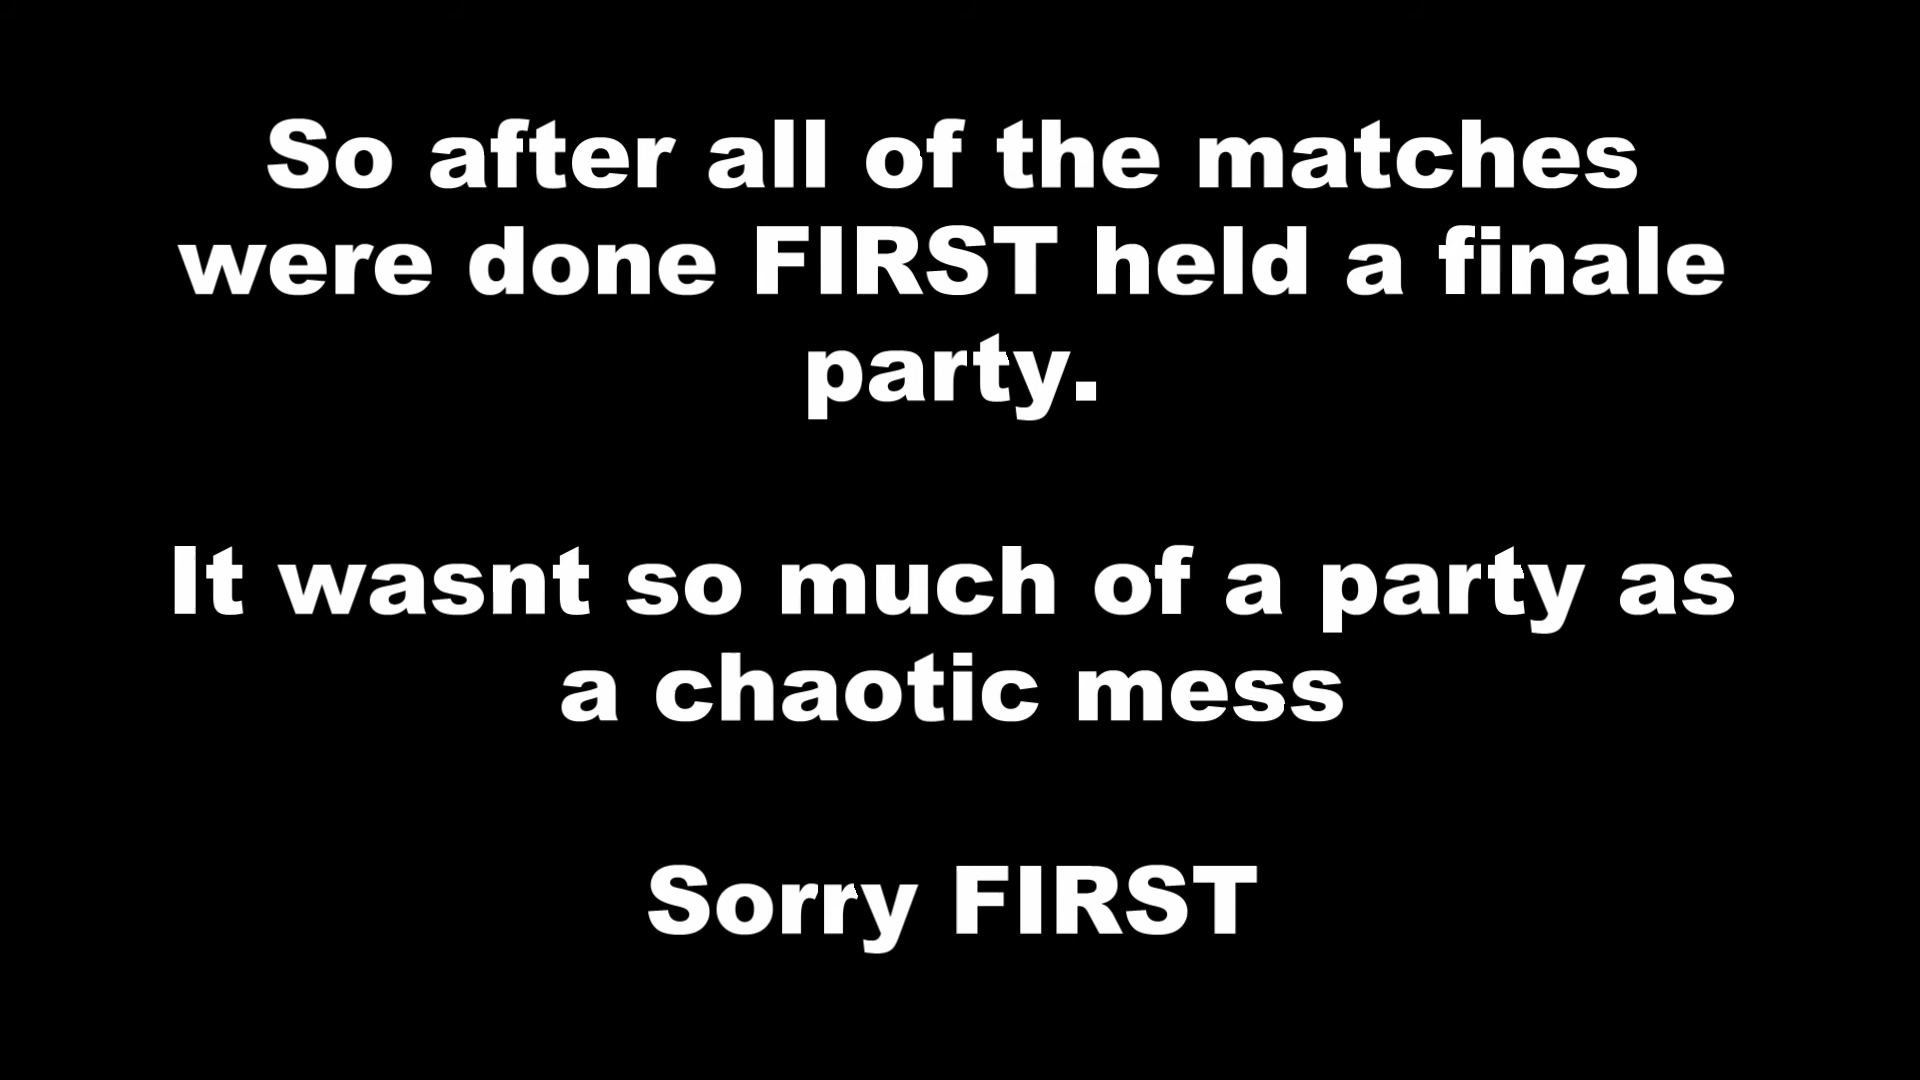 So after all of the matches
were done FIRST held a finale
party.
It wasnt so much of a party as
a chaotic mess
Sorry FIRST